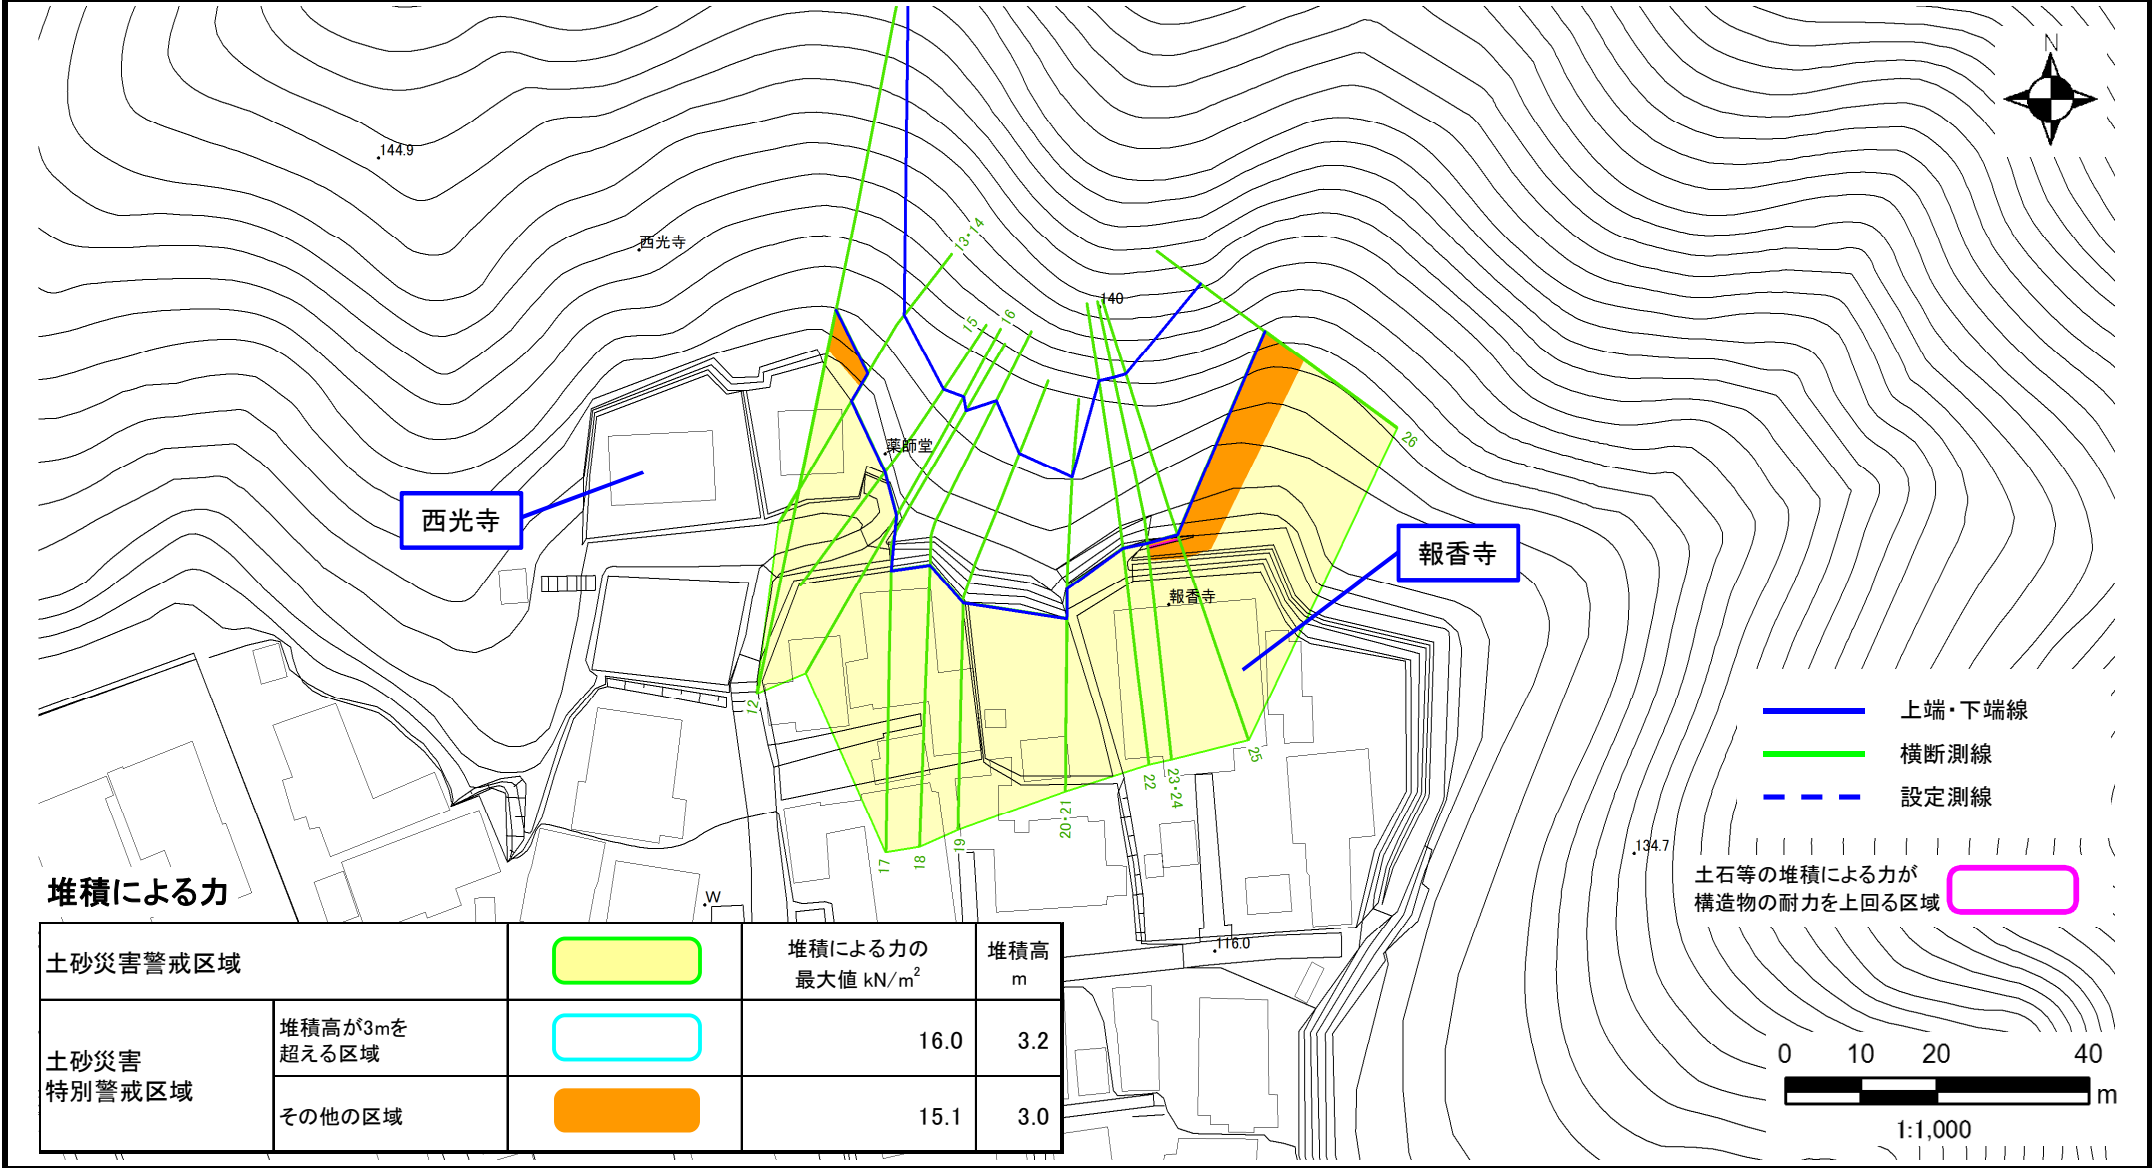 N
144.9
西光寺
13・14
15
16
140
薬師堂
26
西光寺
報香寺
報香寺
12
25
22
23・24
20・21
19
18
17
上端・下端線
横断測線
設定測線
134.7
土石等の堆積による力が
構造物の耐力を上回る区域
堆積による力
W
116.0
土砂災害警戒区域
堆積による力の
最大値 kN/m²
堆積高
m
土砂災害
特別警戒区域
堆積高が3mを
超える区域
16.0
3.2
その他の区域
15.1
3.0
0 10 20 40
m
1:1,000